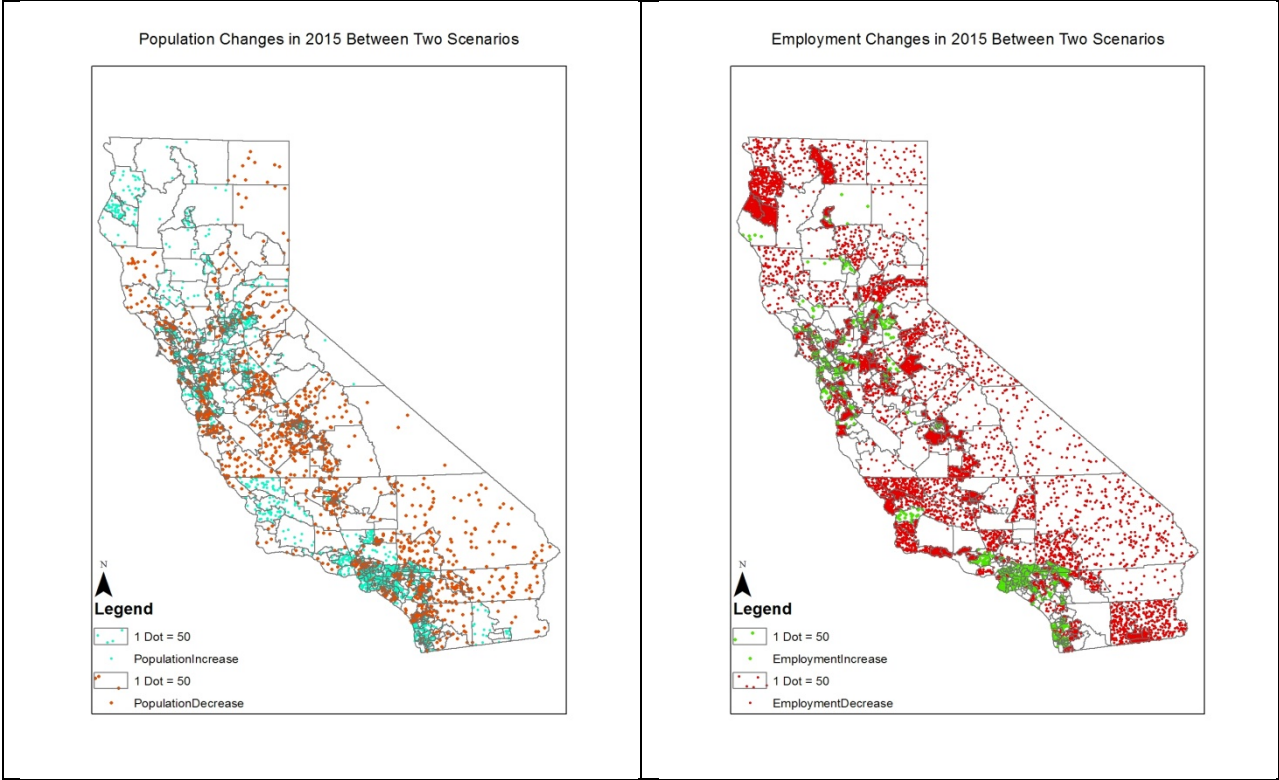 Population Changes in 2015 Between Two Scenarios
N
Legend
1 Dot = 50
PopulationIncrease
1 Dot = 50
PopulationDecrease
Employment Changes in 2015 Between Two Scenarios
N
Legend
1 Dot = 50
EmploymentIncrease
1 Dot = 50
EmploymentDecrease